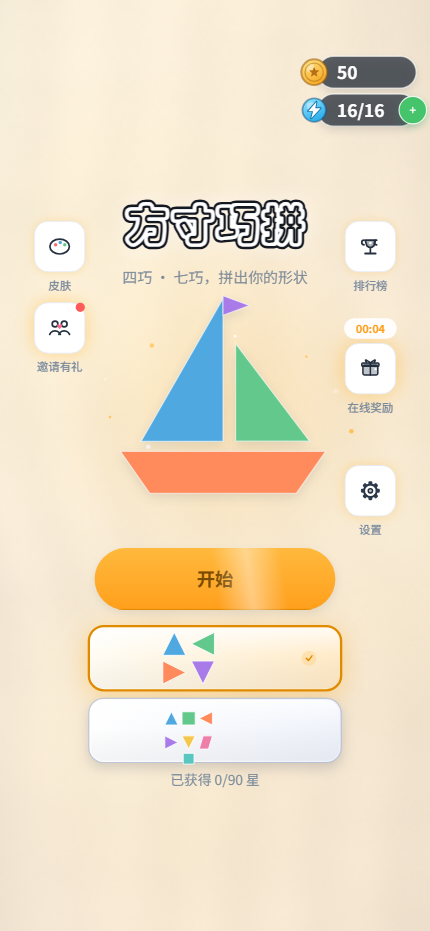 50
16/16
+
方寸巧拼
四巧 · 七巧，拼出你的形状
皮肤
邀请有礼
排行榜
00:04
在线奖励
设置
开始
已获得 0/90 星